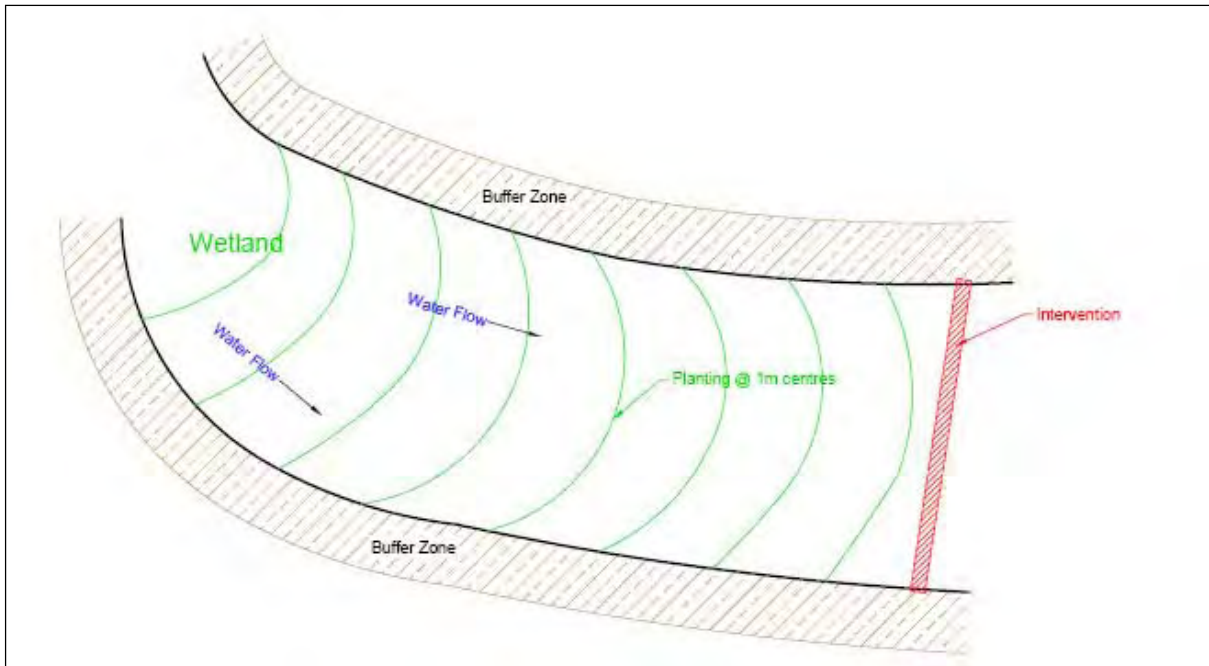 Buffer Zone
Wetland
Water Flow
Water Flow
Intervention
Planting @ 1m centres
Buffer Zone